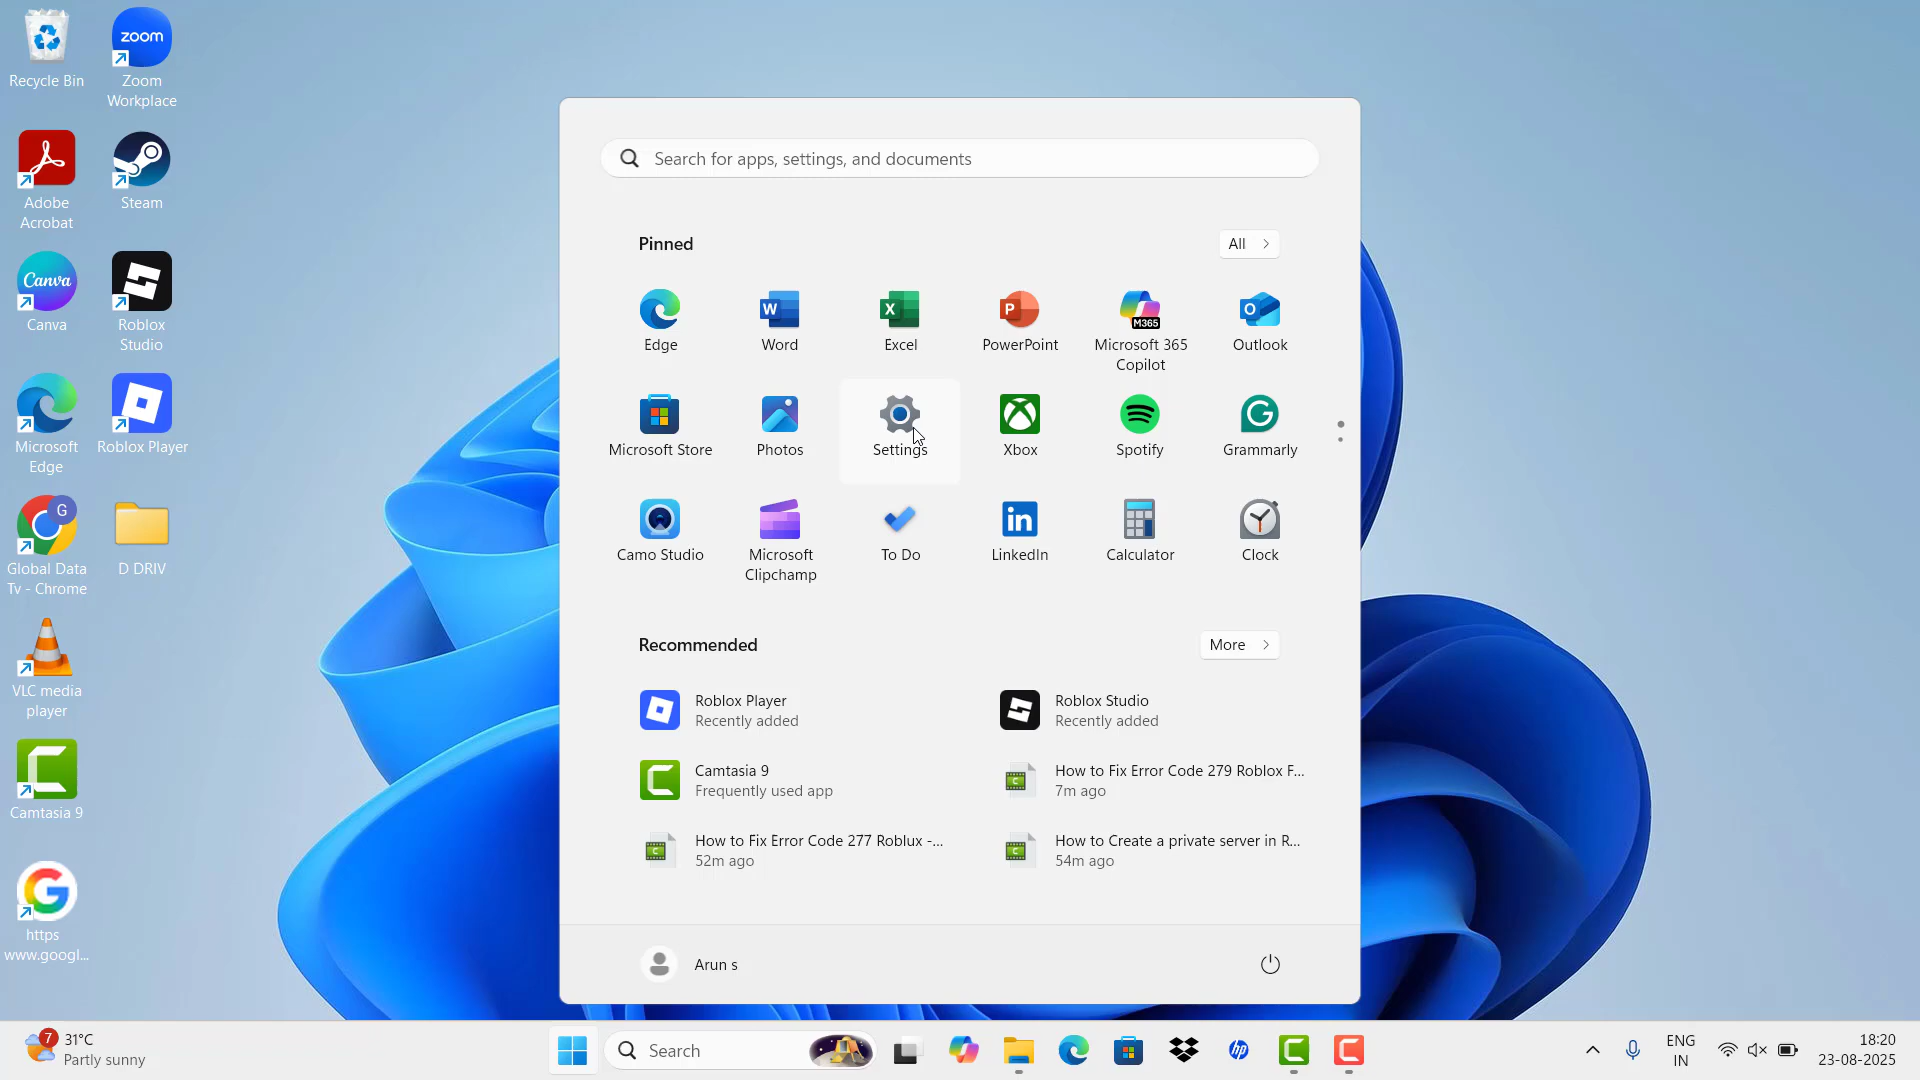 Recycle Bin
zoom
Zoom
Workplace
Adobe
Acrobat
Steam
Canva
Canva
Roblox
Studio
Microsoft
Edge
Roblox Player
G
Global Data
Tv - Chrome
D DRIV
VLC media
player
Camtasia 9
https
www.googl...
Search for apps, settings, and documents
Pinned
All
Edge
W
Word
X
Excel
P
PowerPoint
M365
Microsoft 365
Copilot
O
Outlook
Microsoft Store
Photos
Settings
Xbox
Spotify
G
Grammarly
Camo Studio
Microsoft
Clipchamp
To Do
in
LinkedIn
Calculator
Clock
Recommended
More
Roblox Player
Recently added
Roblox Studio
Recently added
C
Camtasia 9
Frequently used app
C
How to Fix Error Code 279 Roblox F...
7m ago
C
How to Fix Error Code 277 Roblux -...
52m ago
C
How to Create a private server in R...
54m ago
Arun s
7
31°C
Partly sunny
Search
hp
C
C
ENG
IN
18:20
23-08-2025